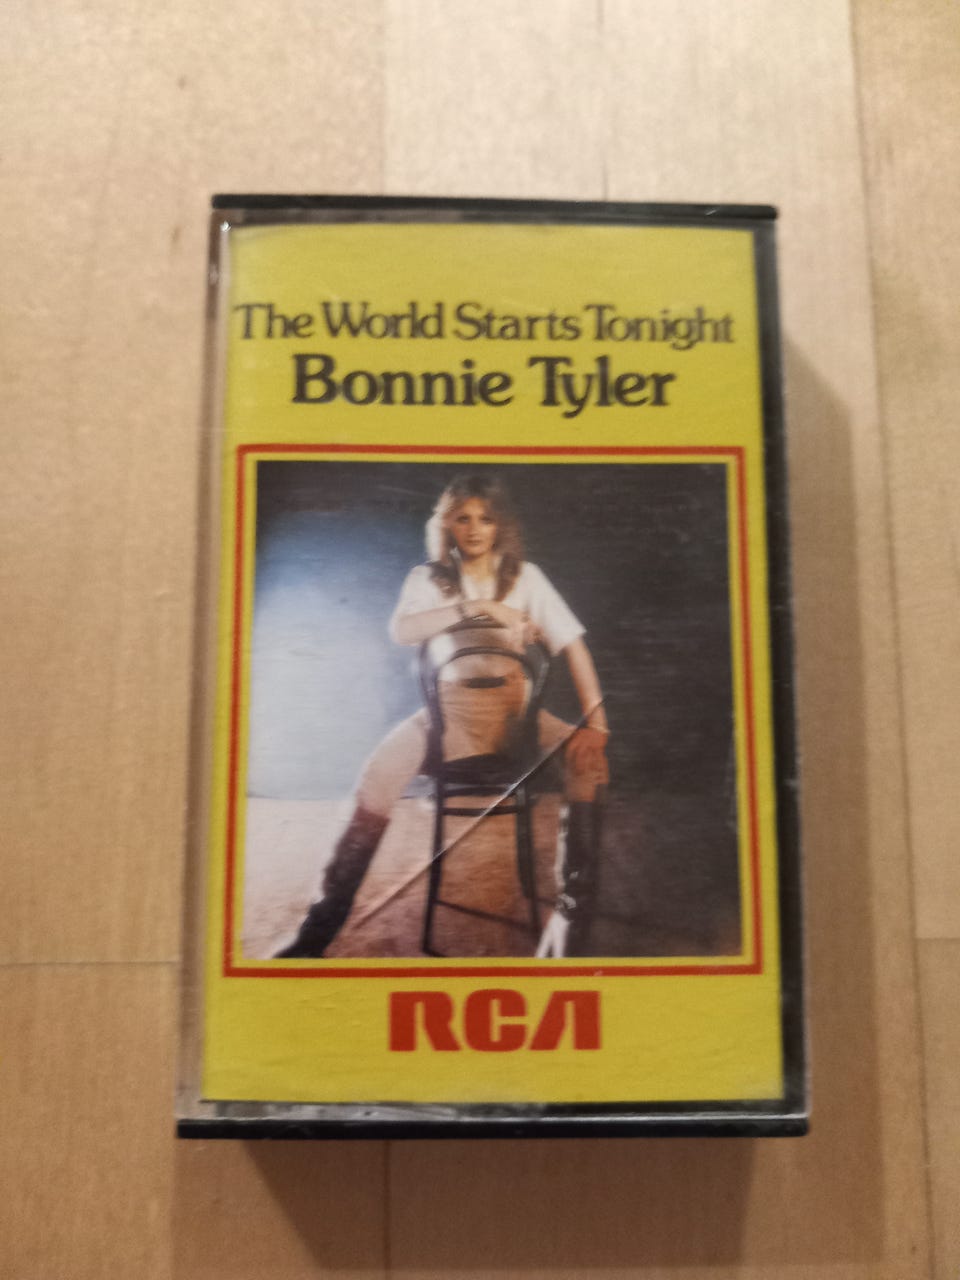 The World Starts Tonight
Bonnie Tyler
RCA